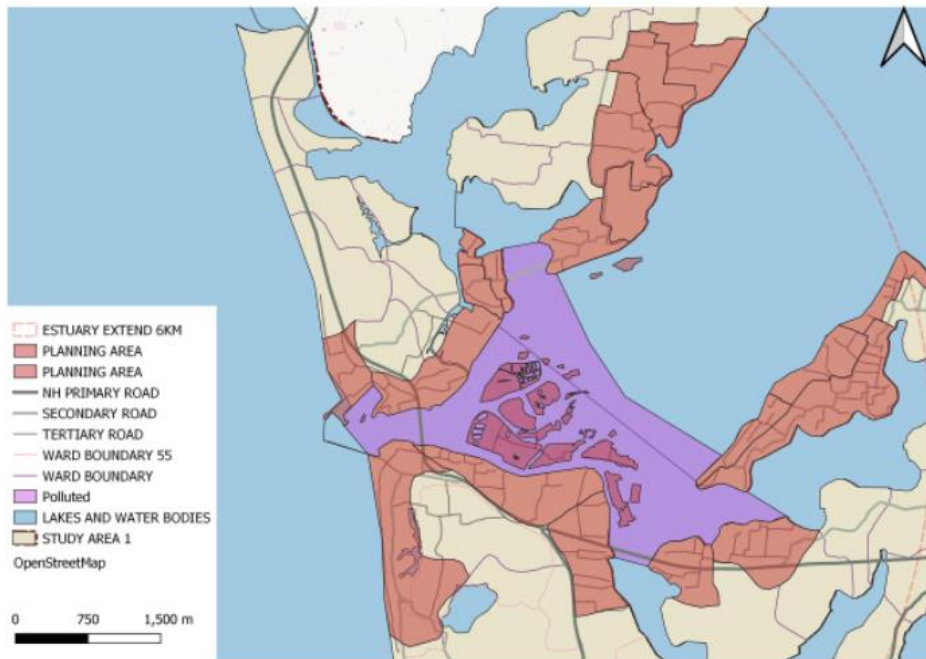 ESTUARY EXTEND 6KM
PLANNING AREA
PLANNING AREA
NH PRIMARY ROAD
SECONDARY ROAD
TERTIARY ROAD
WARD BOUNDARY 55
WARD BOUNDARY
Polluted
LAKES AND WATER BODIES
STUDY AREA 1
OpenStreetMap
0 750 1,500 m